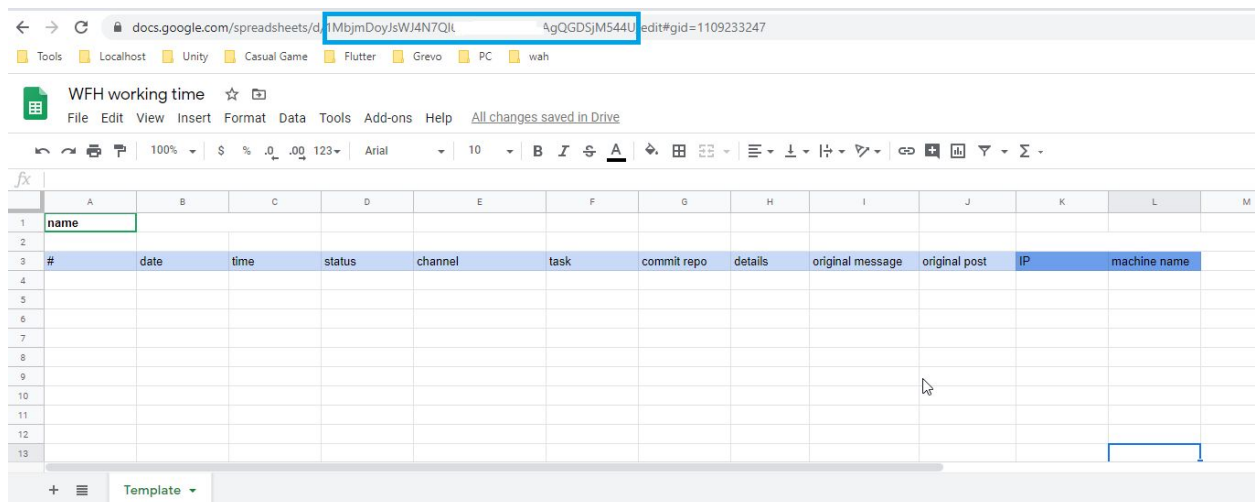 docs.google.com/spreadsheets/d/1MbjmDoyJsWJ4N7QI AgQGDSjM544U edit#gid=1109233247
Tools Localhost Unity Casual Game Flutter Grevo PC wah
WFH working time
File Edit View Insert Format Data Tools Add-ons Help All changes saved in Drive
100% $ % .0 .00 123 Arial 10 B I S A Σ
fx
A B C D E F G H I J K L M
1 name
2
3 # date time status channel task commit repo details original message original post IP machine name
4
5
6
7
8
9
10
11
12
13
+ Template